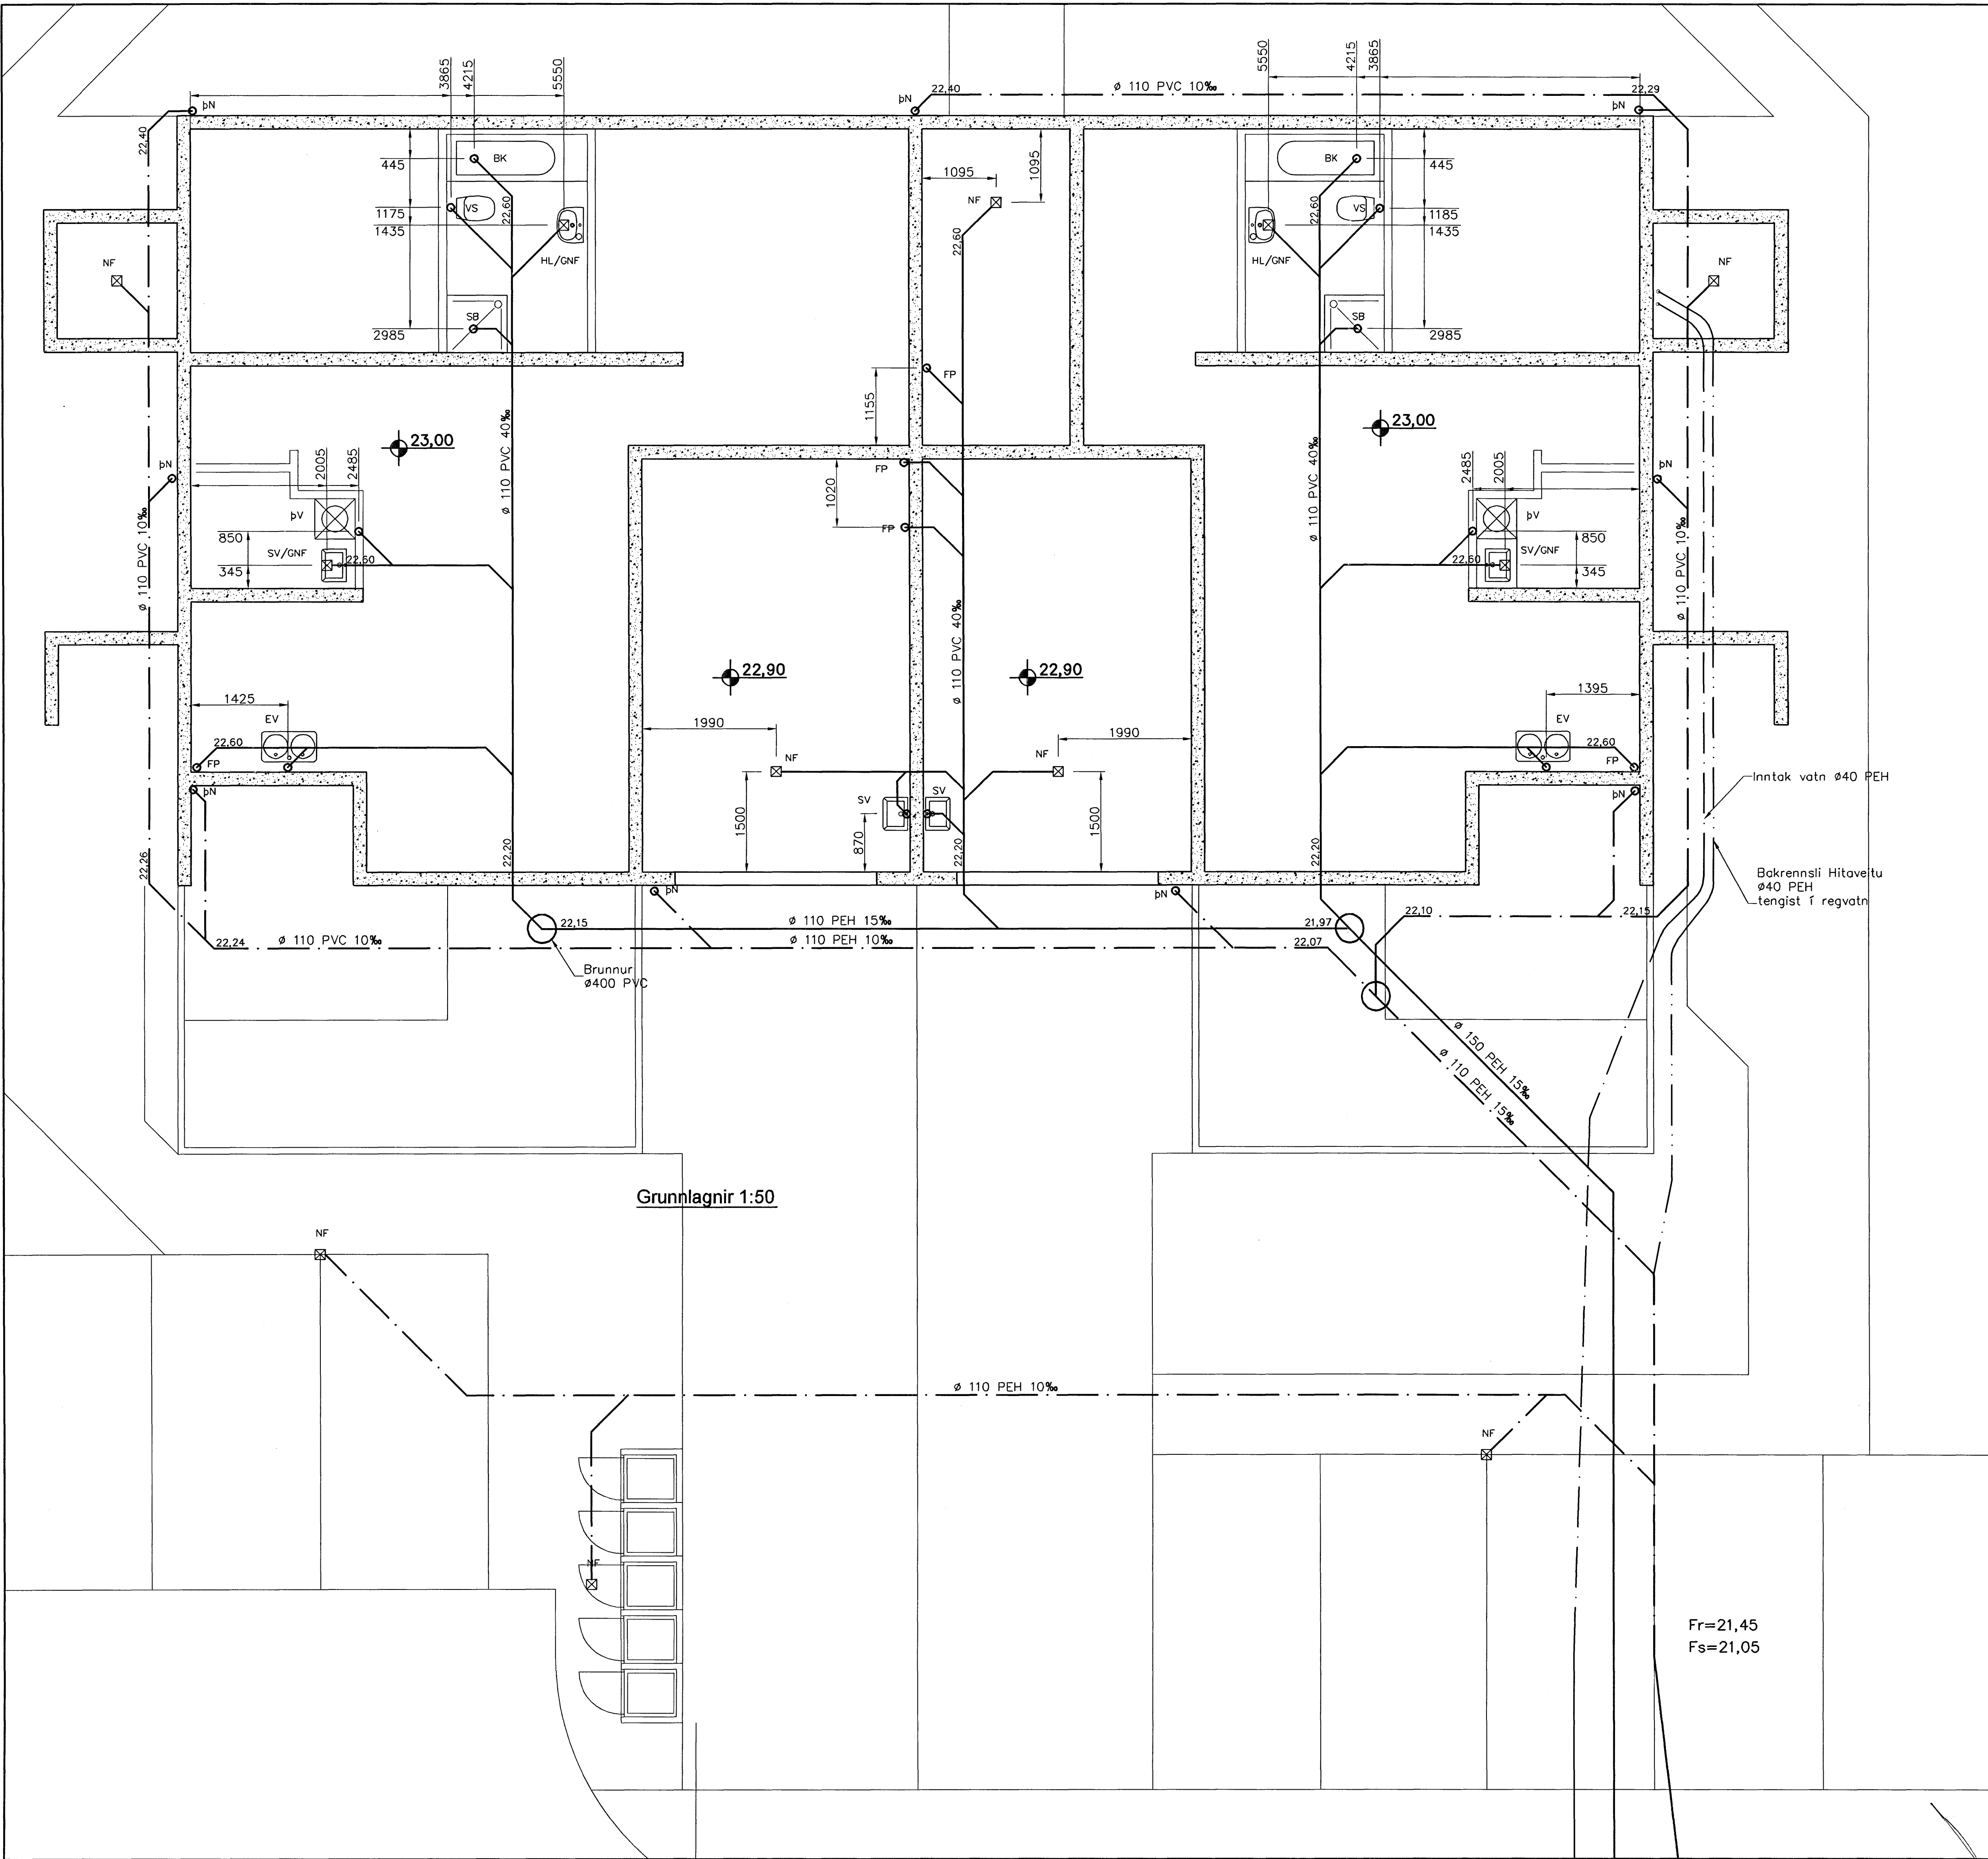 3865
4215
5550
5550
4215
3865
þN
22,40
Ø 110 PVC 10‰
22,29
þN
þN
22,40
445
BK
1095
1095
BK
445
1175
VS
22,60
NF
22,60
VS
1185
1435
HL/GNF
22,60
HL/GNF
1435
NF
NF
SB
2985
SB
2985
FP
1155
23,00
Ø 110 PVC 40‰
Ø 110 PVC 40‰
23,00
þN
2005
2485
FP
1020
FP
2485
2005
þN
þV
850
SV/GNF
22,60
345
þV
850
SV/GNF
22,60
345
Ø 110 PVC 10‰
Ø 110 PVC 40‰
Ø 110 PVC 10‰
22,90
22,90
1425
EV
1990
1990
1395
EV
22,60
FP
NF
NF
22,60
FP
þN
SV
SV
þN
Inntak vatn Ø40 PEH
1500
870
1500
22,26
22,20
22,20
22,20
þN
þN
Bakrennsli Hitaveitu
Ø40 PEH
tengist í regvatn
22,15
Ø 110 PEH 15‰
21,97
22,10
22,15
22,24
Ø 110 PVC 10‰
Ø 110 PEH 10‰
22,07
Brunnur
Ø400 PVC
Ø 150 PEH 15‰
Ø 110 PEH 15‰
Grunnlagnir 1:50
NF
Ø 110 PEH 10‰
NF
NF
Fr=21,45
Fs=21,05